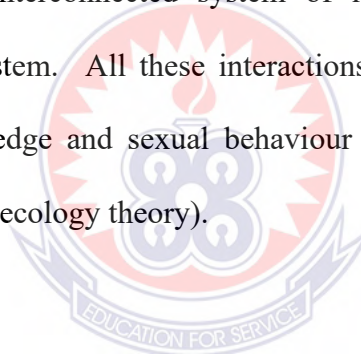 interconnected system of
stem. All these interactions
edge and sexual behaviour
ecology theory).
EDUCATION FOR SERVICE